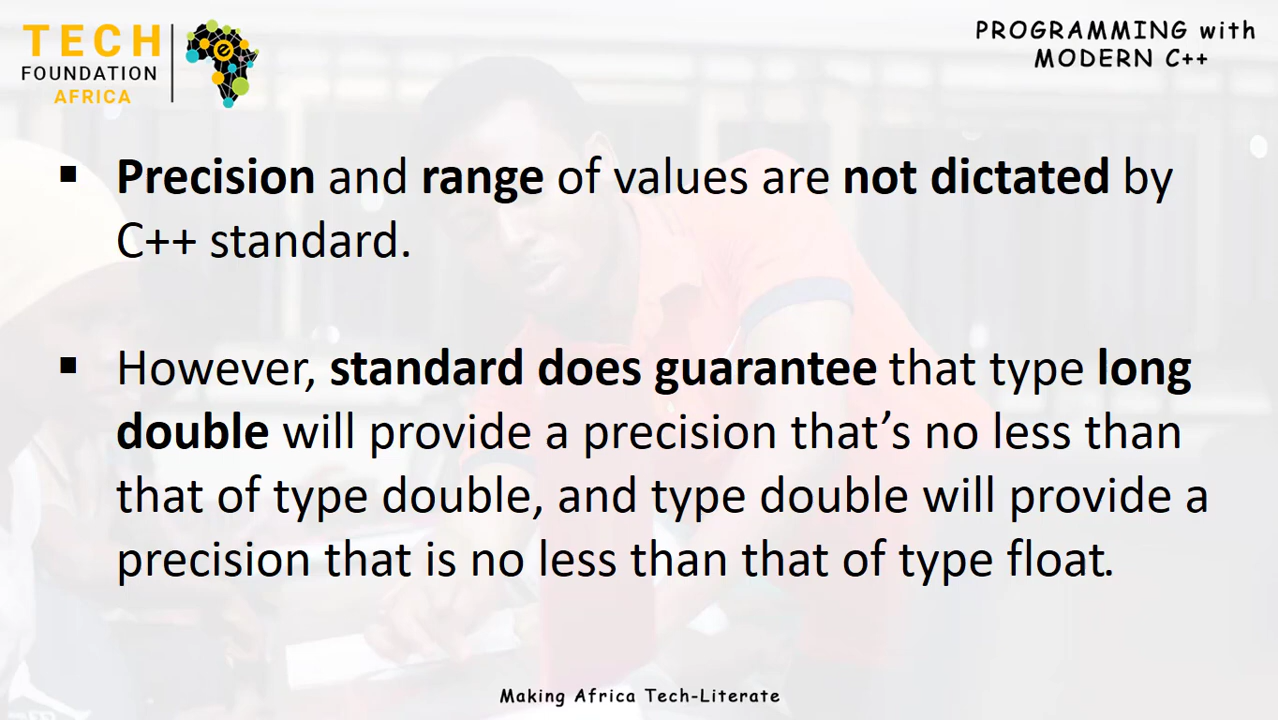 TECH
FOUNDATION
AFRICA
e
PROGRAMMING with
MODERN C++
▪ Precision and range of values are not dictated by
C++ standard.
▪ However, standard does guarantee that type long
double will provide a precision that’s no less than
that of type double, and type double will provide a
precision that is no less than that of type float.
Making Africa Tech-Literate